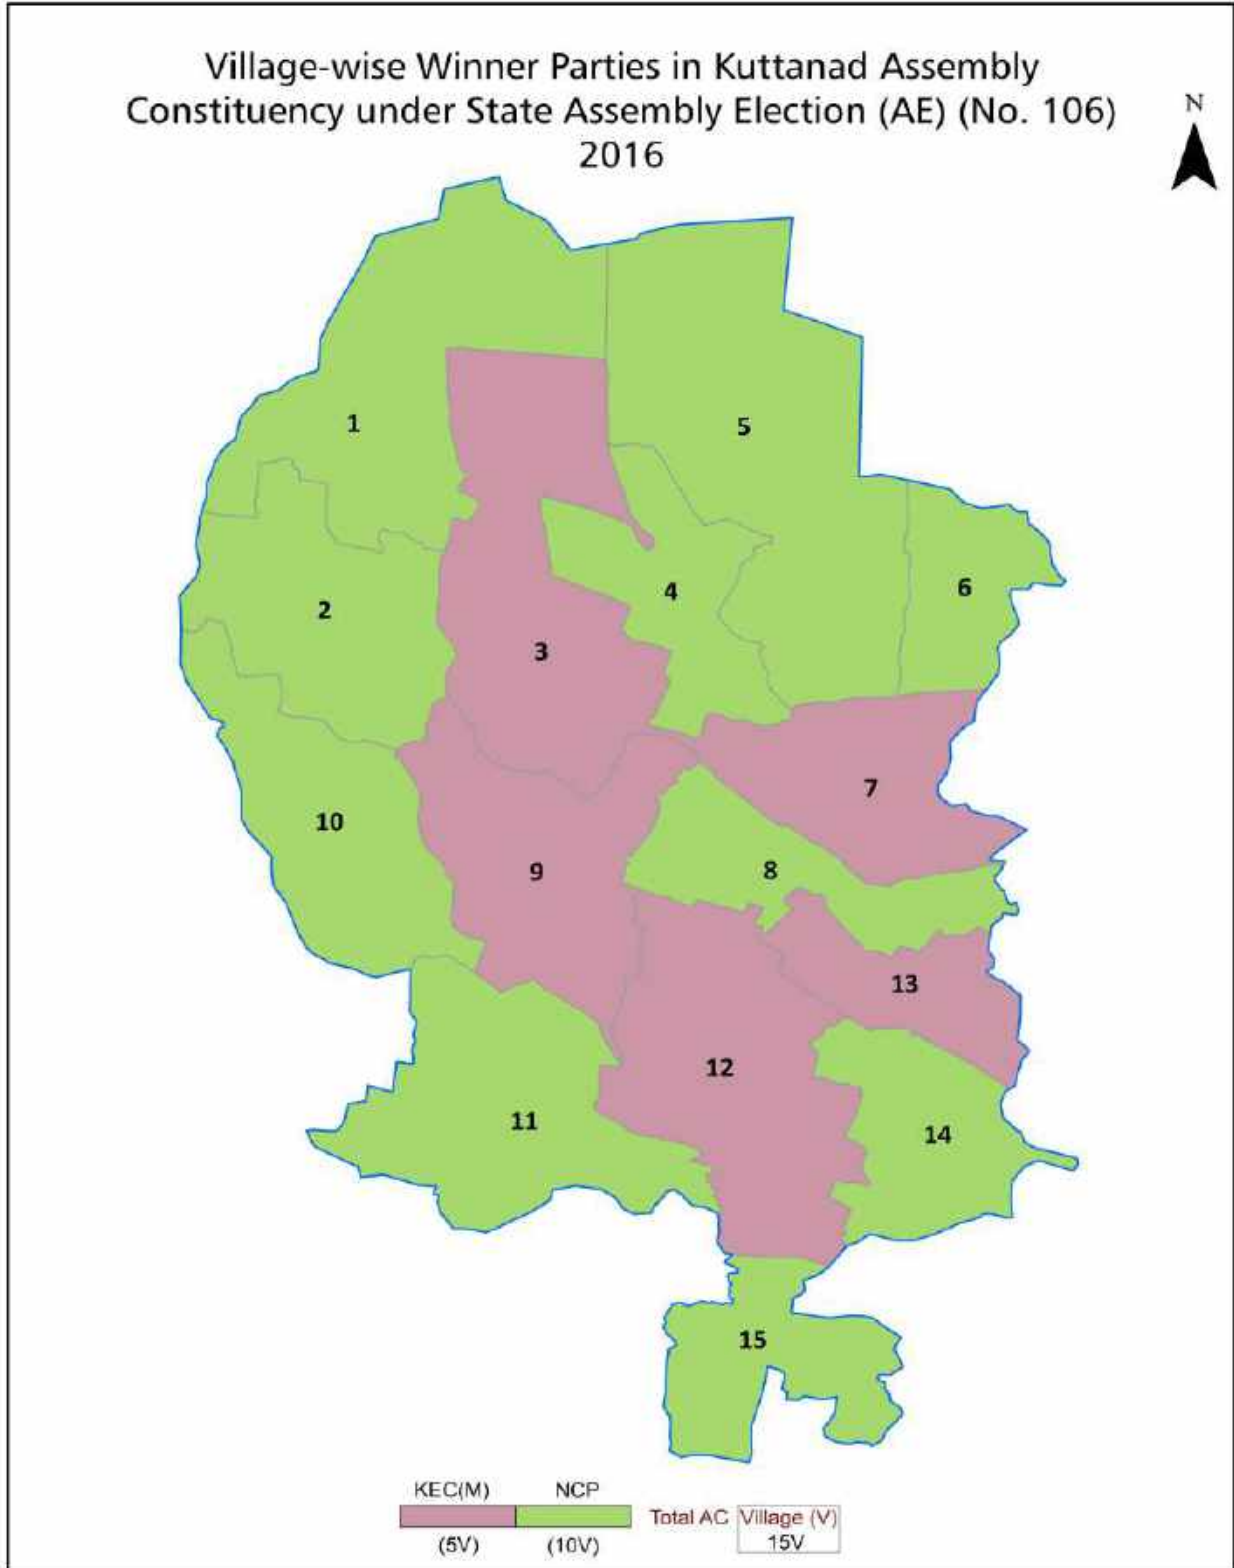 Village-wise Winner Parties in Kuttanad Assembly
Constituency under State Assembly Election (AE) (No. 106)
2016
N
1
5
2
4
6
3
7
10
9
8
13
12
11
14
15
KEC(M) NCP
Total AC Village (V)
(5V) (10V) 15V